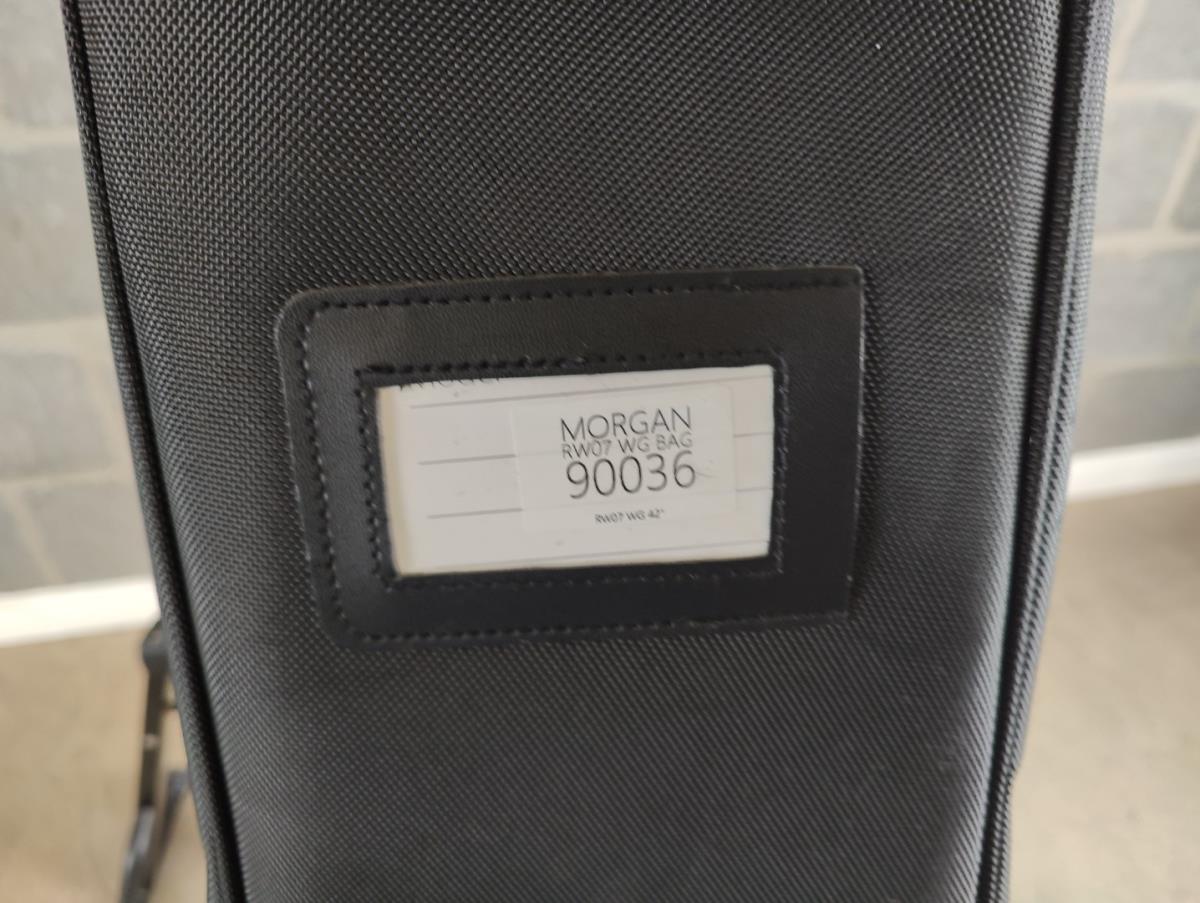 MORGAN
RW07 WG BAG
90036
RW07 WG 42"